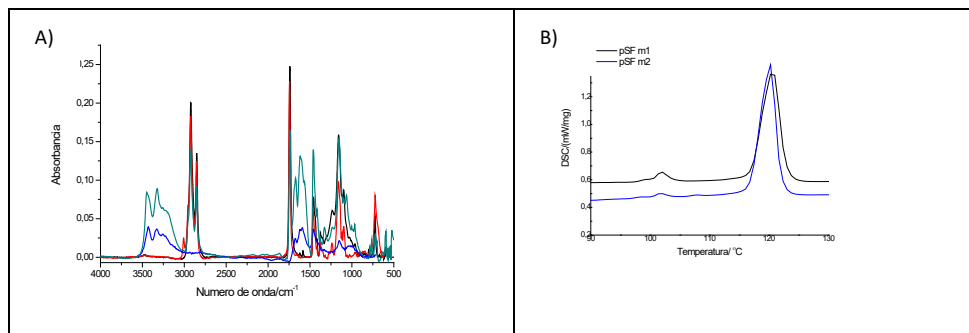 A)
0,25
0,20
0,15
0,10
0,05
0,00
Absorbancia
4000 3500 3000 2500 2000 1500 1000 500
Numero de onda/cm⁻¹
B)
pSF m1
pSF m2
1,2
1,0
0,8
0,6
0,4
0,2
DSC/(mW/mg)
90 100 110 120 130
Temperatura/ °C